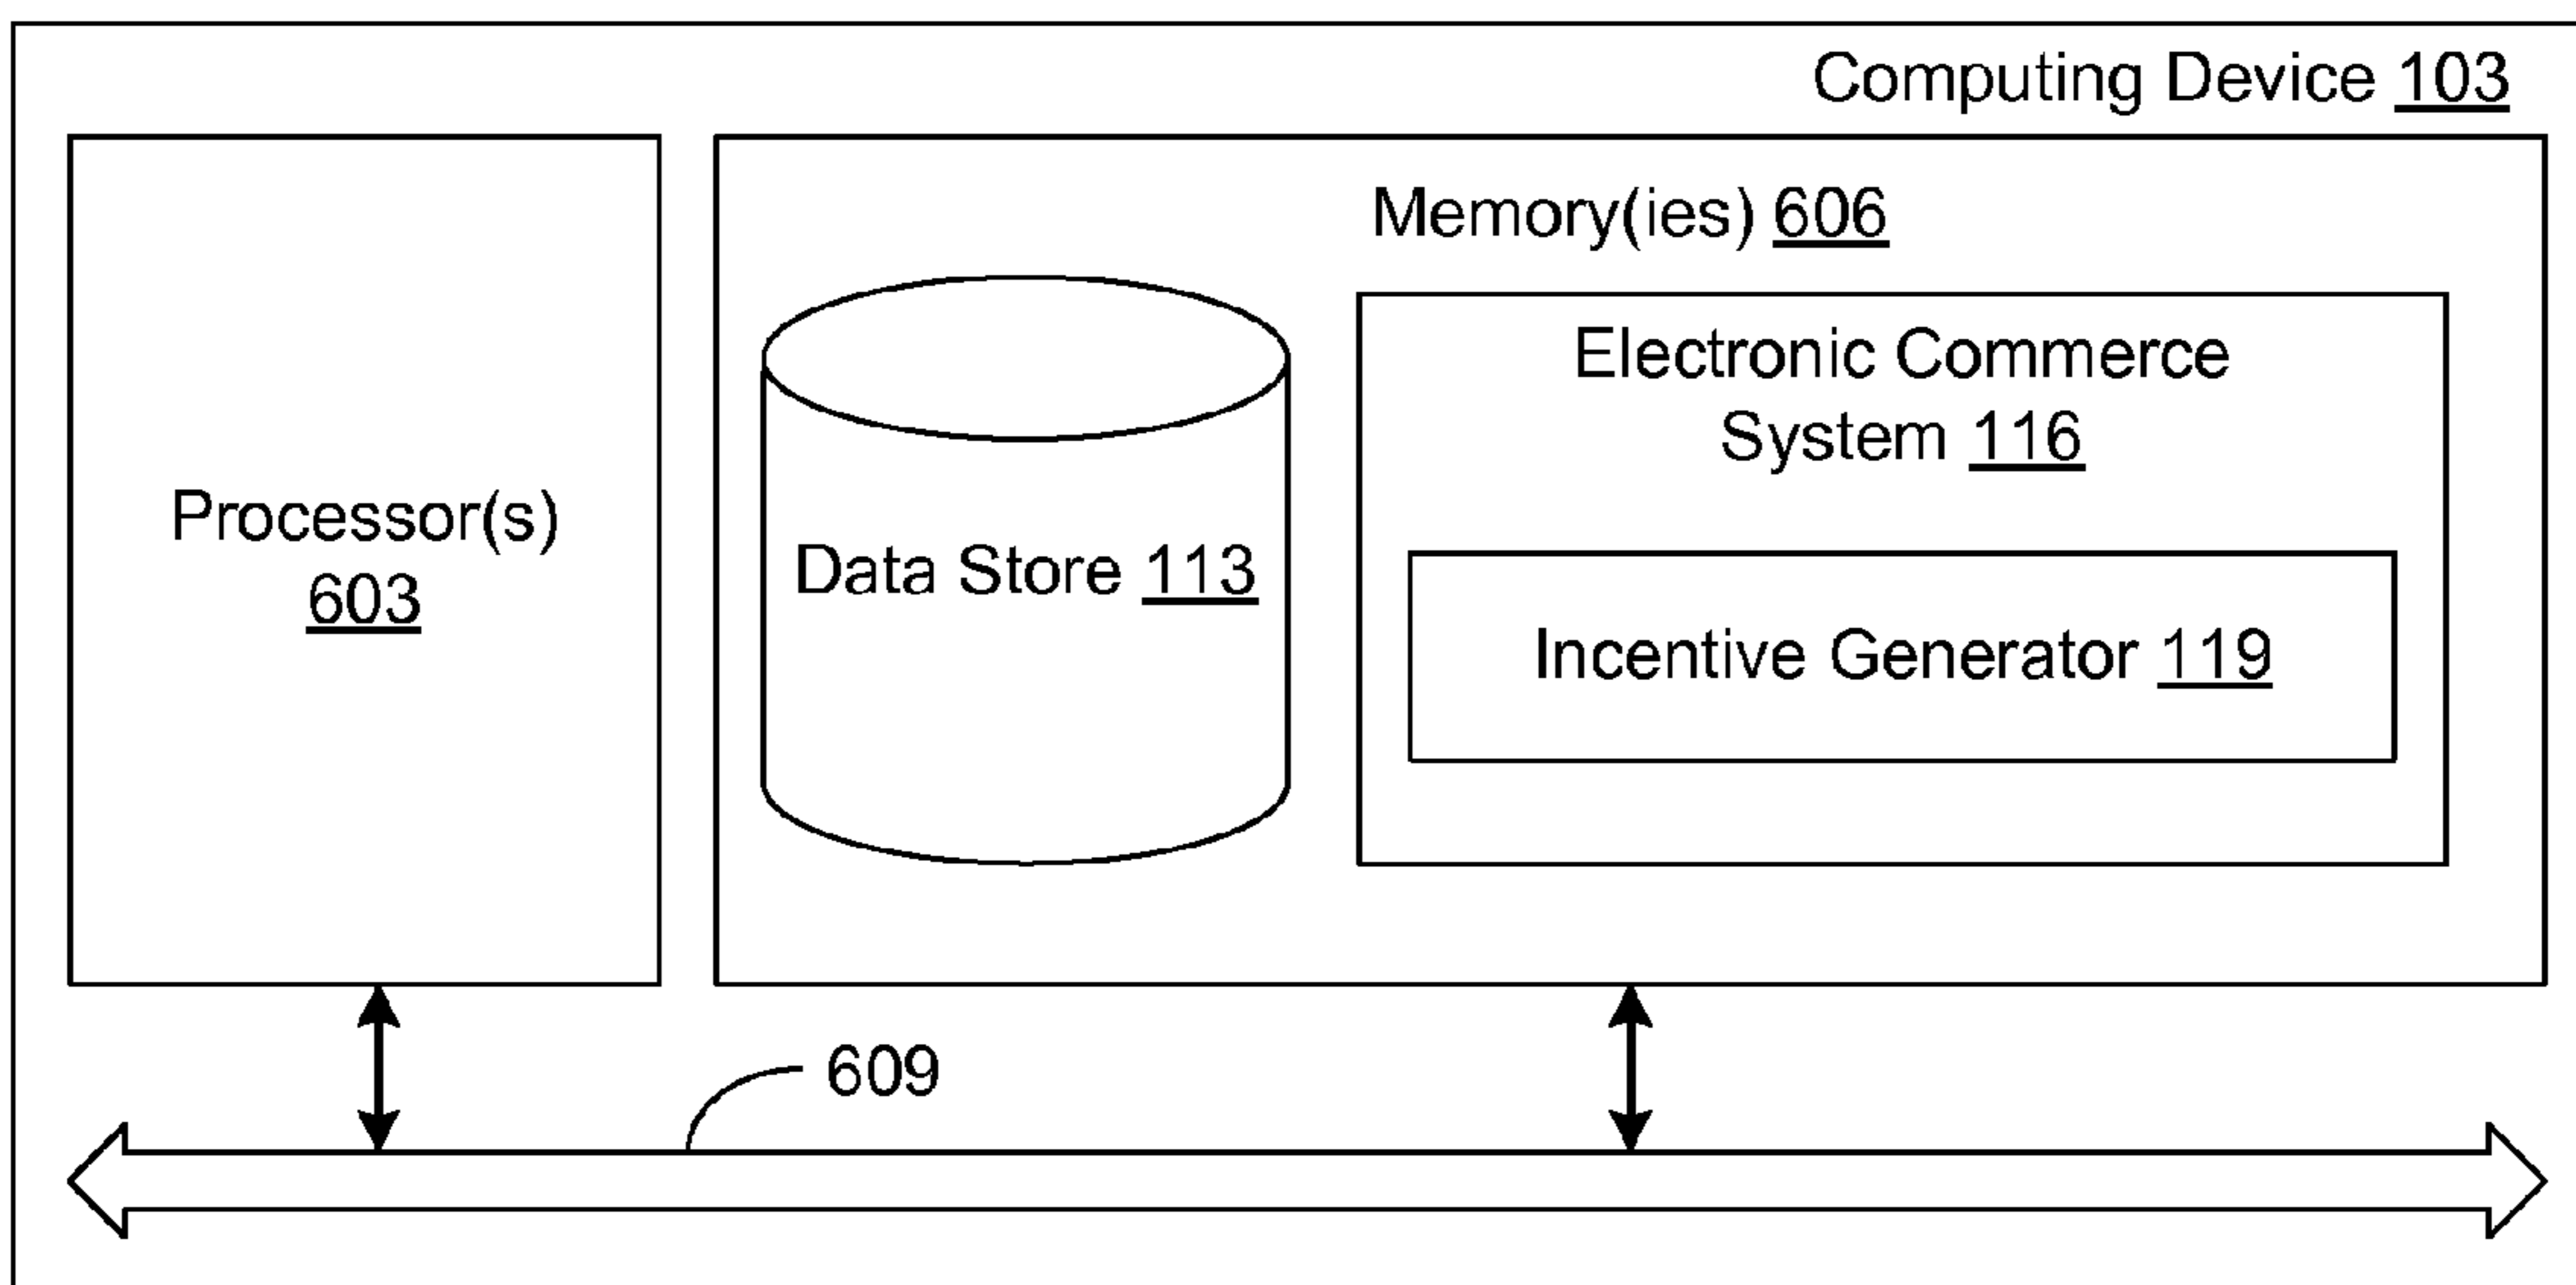 Computing Device 103
Memory(ies) 606
Electronic Commerce
System 116
Processor(s)
603
Data Store 113
Incentive Generator 119
609